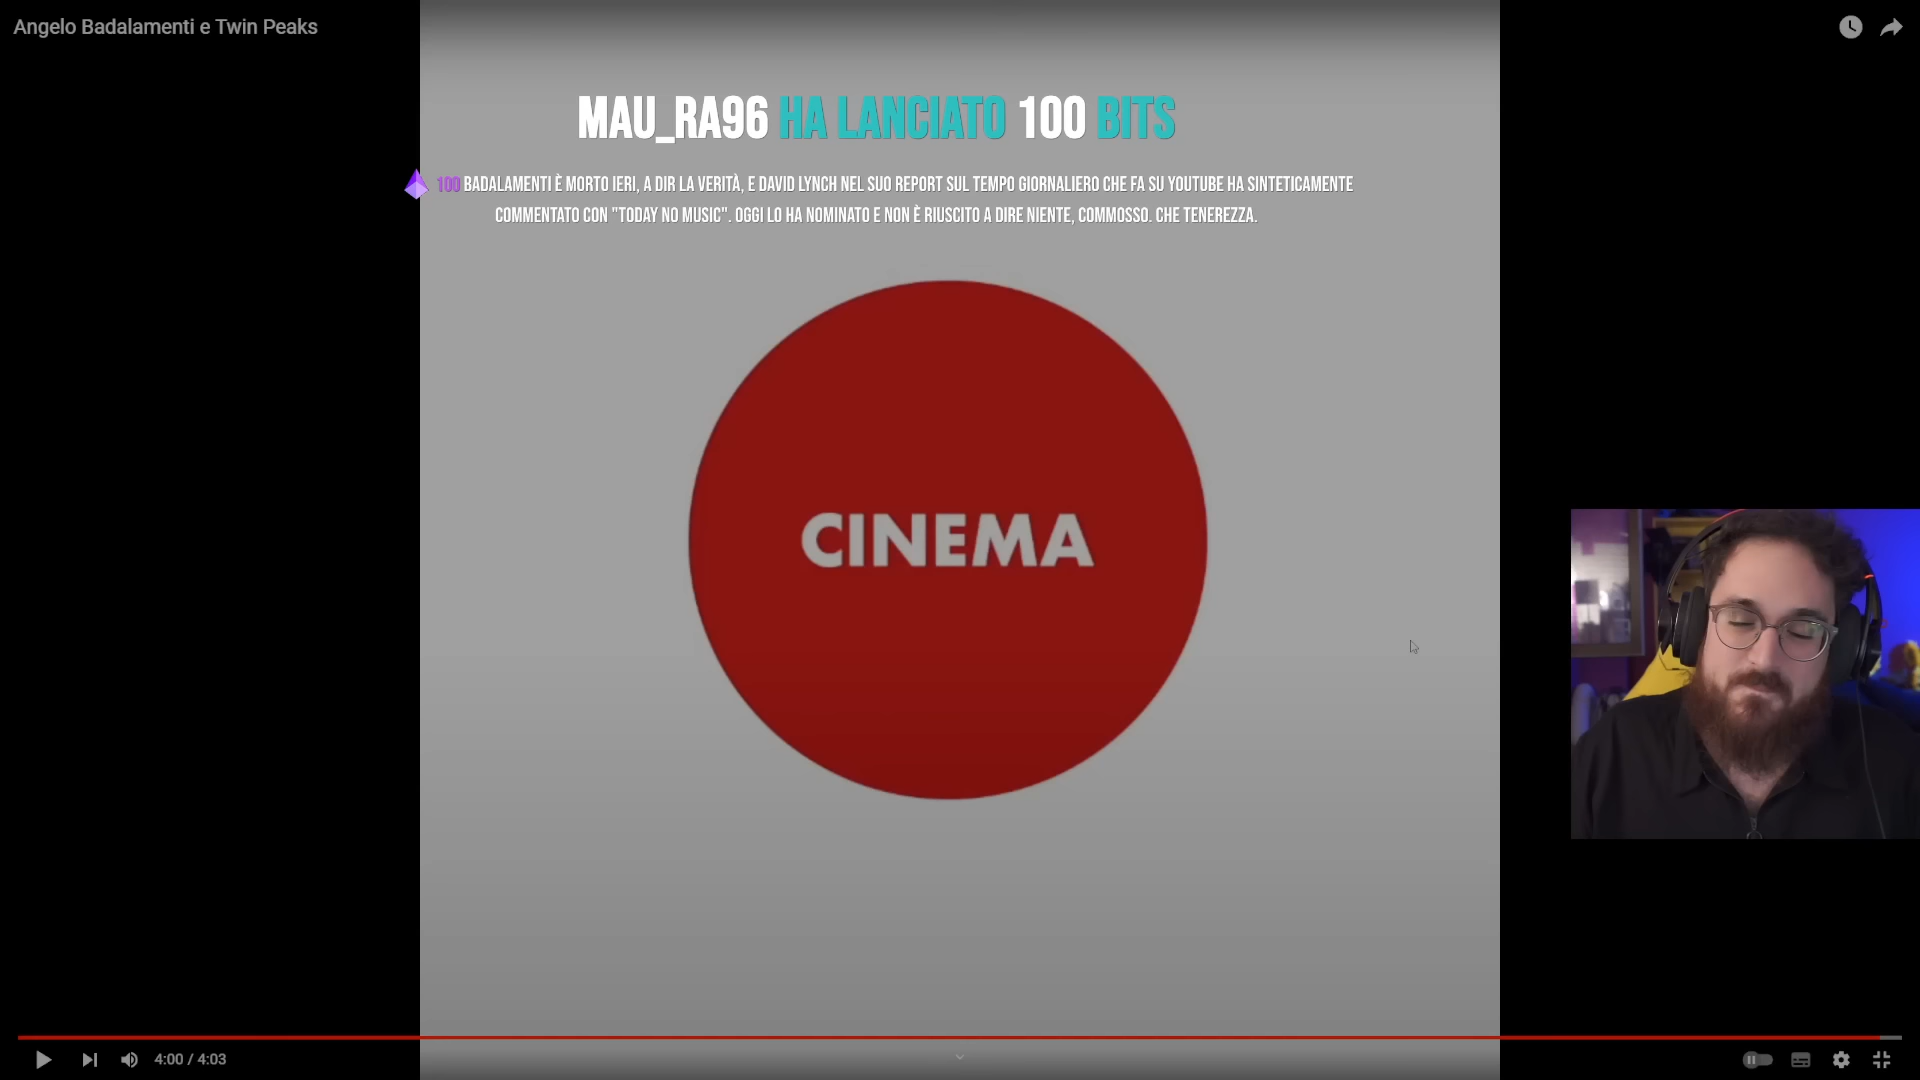 Angelo Badalamenti e Twin Peaks
MAU_RA96 HA LANCIATO 100 BITS
100 BADALAMENTI È MORTO IERI, A DIR LA VERITÀ, E DAVID LYNCH NEL SUO REPORT SUL TEMPO GIORNALIERO CHE FA SU YOUTUBE HA SINTETICAMENTE
COMMENTATO CON "TODAY NO MUSIC". OGGI LO HA NOMINATO E NON È RIUSCITO A DIRE NIENTE, COMMOSSO. CHE TENEREZZA.
CINEMA
4:00 / 4:03